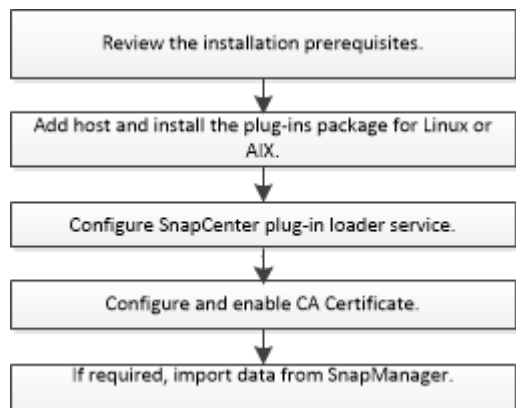 Review the installation prerequisites.
Add host and install the plug-ins package for Linux or
AIX.
Configure SnapCenter plug-in loader service.
Configure and enable CA Certificate.
If required, import data from SnapManager.